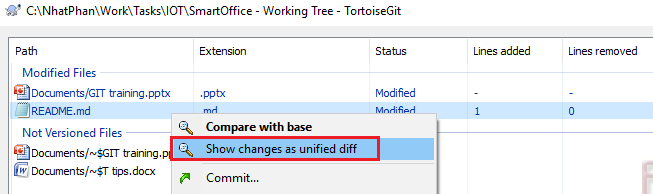 C:\NhatPhan\Work\Tasks\IOT\SmartOffice - Working Tree - TortoiseGit
Path Extension Status Lines added Lines removed
Modified Files
Documents/GIT training.pptx .pptx Modified - -
README.md .md Modified 1 0
Compare with base
Not Versioned Files
Show changes as unified diff
Documents/~$GIT training.pp
Documents/~$T tips.docx
Commit...